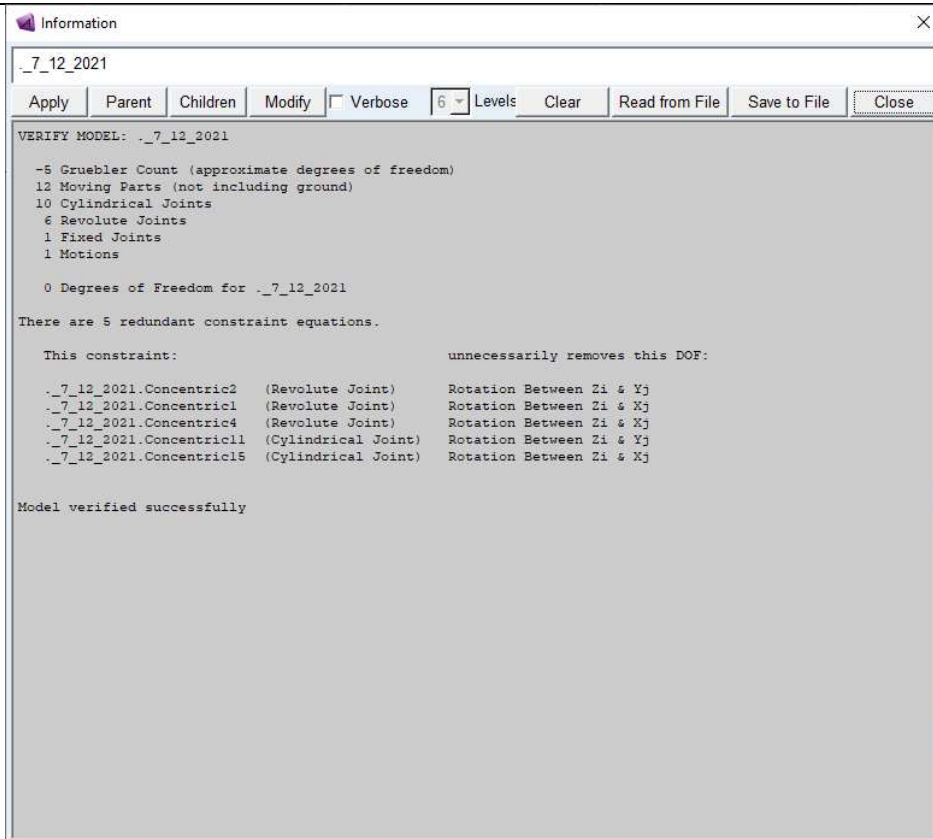 Information
._7_12_2021
Apply Parent Children Modify Verbose 6 Levels Clear Read from File Save to File Close
VERIFY MODEL: ._7_12_2021
-5 Gruebler Count (approximate degrees of freedom)
12 Moving Parts (not including ground)
10 Cylindrical Joints
6 Revolute Joints
1 Fixed Joints
1 Motions
0 Degrees of Freedom for ._7_12_2021
There are 5 redundant constraint equations.
This constraint: unnecessarily removes this DOF:
._7_12_2021.Concentric2 (Revolute Joint) Rotation Between Zi & Yj
._7_12_2021.Concentric1 (Revolute Joint) Rotation Between Zi & Xj
._7_12_2021.Concentric4 (Revolute Joint) Rotation Between Zi & Xj
._7_12_2021.Concentric11 (Cylindrical Joint) Rotation Between Zi & Yj
._7_12_2021.Concentric15 (Cylindrical Joint) Rotation Between Zi & Xj
Model verified successfully